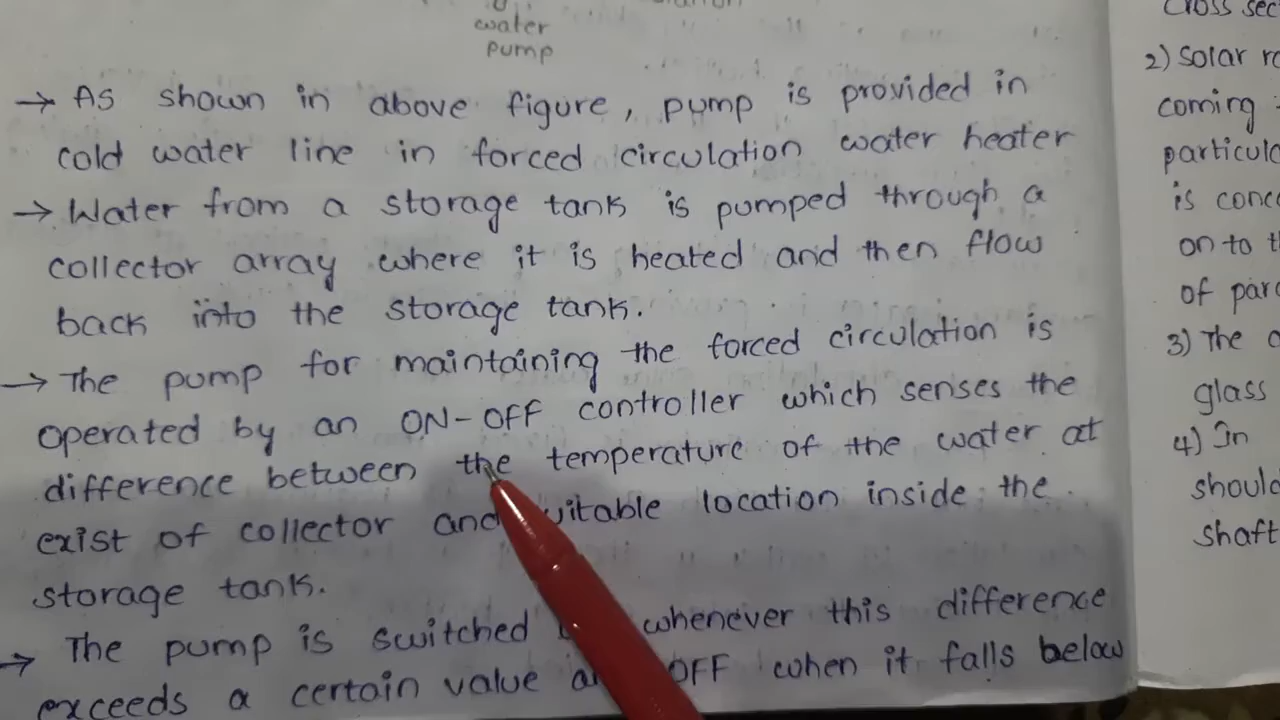 water
pump
→ As shown in above figure, pump is provided in
cold water line in forced circulation water heater
→ Water from a storage tank is pumped through a
collector array where it is heated and then flow
back into the storage tank.
→ The pump for maintaining the forced circulation is
operated by an ON-OFF controller which senses the
difference between the temperature of the water at
exist of collector and location inside the
storage tank.
→ The pump is switched whenever this difference
exceeds a certain value OFF when it falls below
2) Solar
coming
is
on to
of
3) The
glass
4) In
shaft